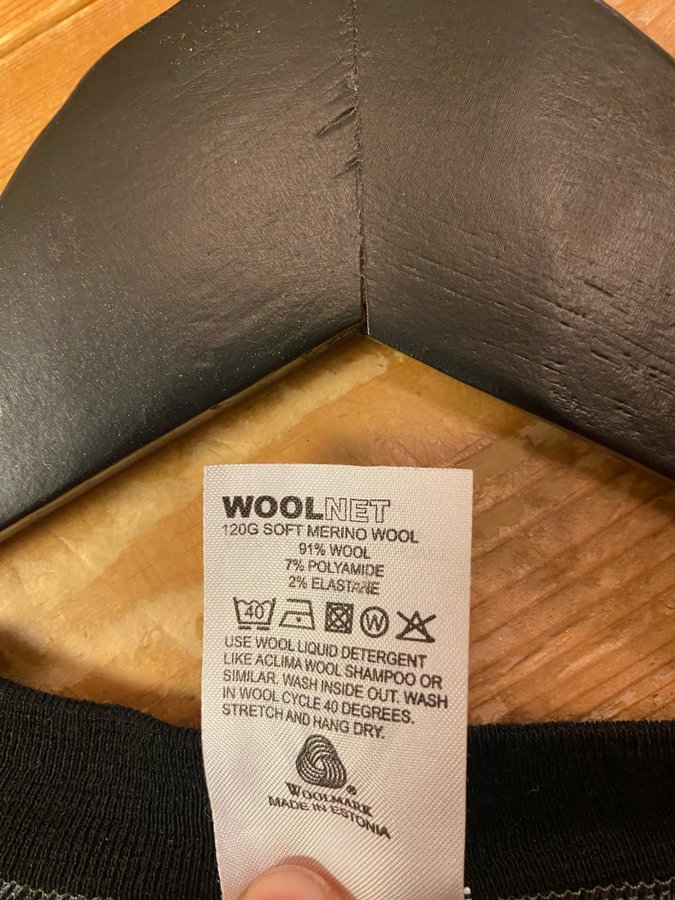 WOOLNET
120G SOFT MERINO WOOL
91% WOOL
7% POLYAMIDE
2% ELASTANE
40 W
USE WOOL LIQUID DETERGENT
LIKE ACLIMA WOOL SHAMPOO OR
SIMILAR. WASH INSIDE OUT. WASH
IN WOOL CYCLE 40 DEGREES.
STRETCH AND HANG DRY.
WOOLMARK ®
MADE IN ESTONIA